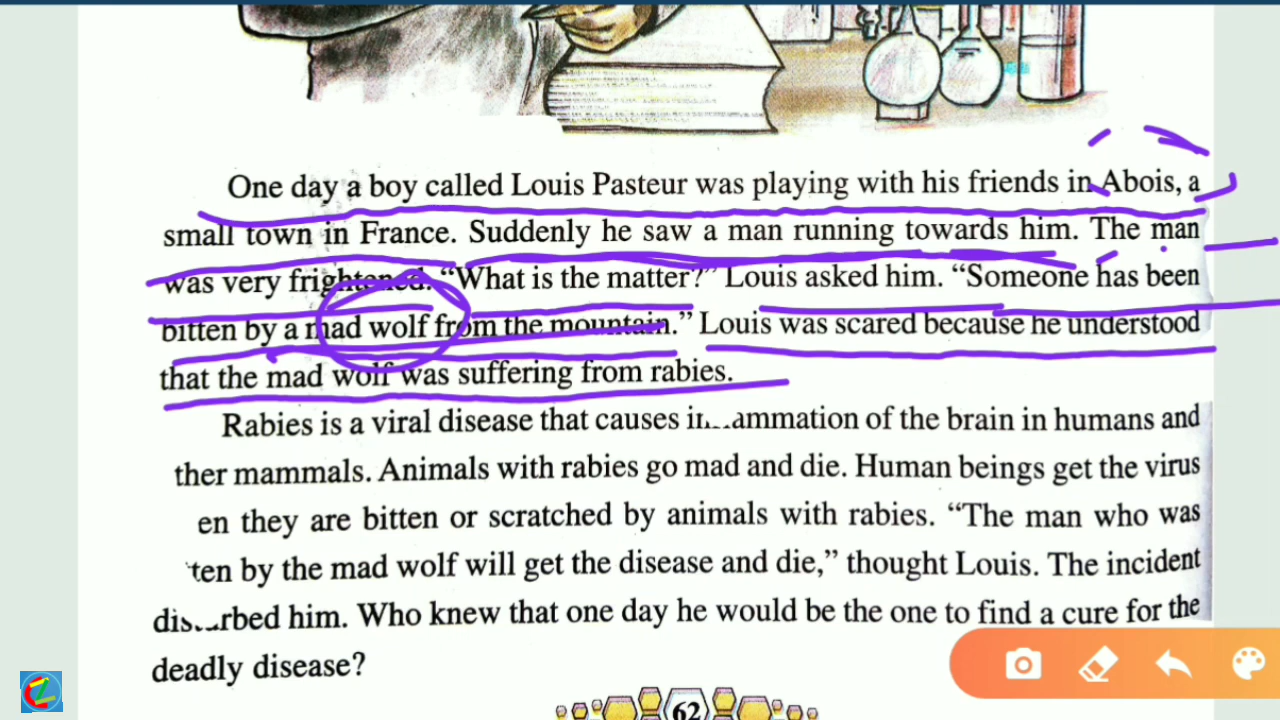 One day a boy called Louis Pasteur was playing with his friends in Abois, a
small town in France. Suddenly he saw a man running towards him. The man
was very frightened. “What is the matter?” Louis asked him. “Someone has been
bitten by a mad wolf from the mountain.” Louis was scared because he understood
that the mad wolf was suffering from rabies.
Rabies is a viral disease that causes in..ammation of the brain in humans and
ther mammals. Animals with rabies go mad and die. Human beings get the virus
en they are bitten or scratched by animals with rabies. “The man who was
ten by the mad wolf will get the disease and die,” thought Louis. The incident
dis..rbed him. Who knew that one day he would be the one to find a cure for the
deadly disease?
62